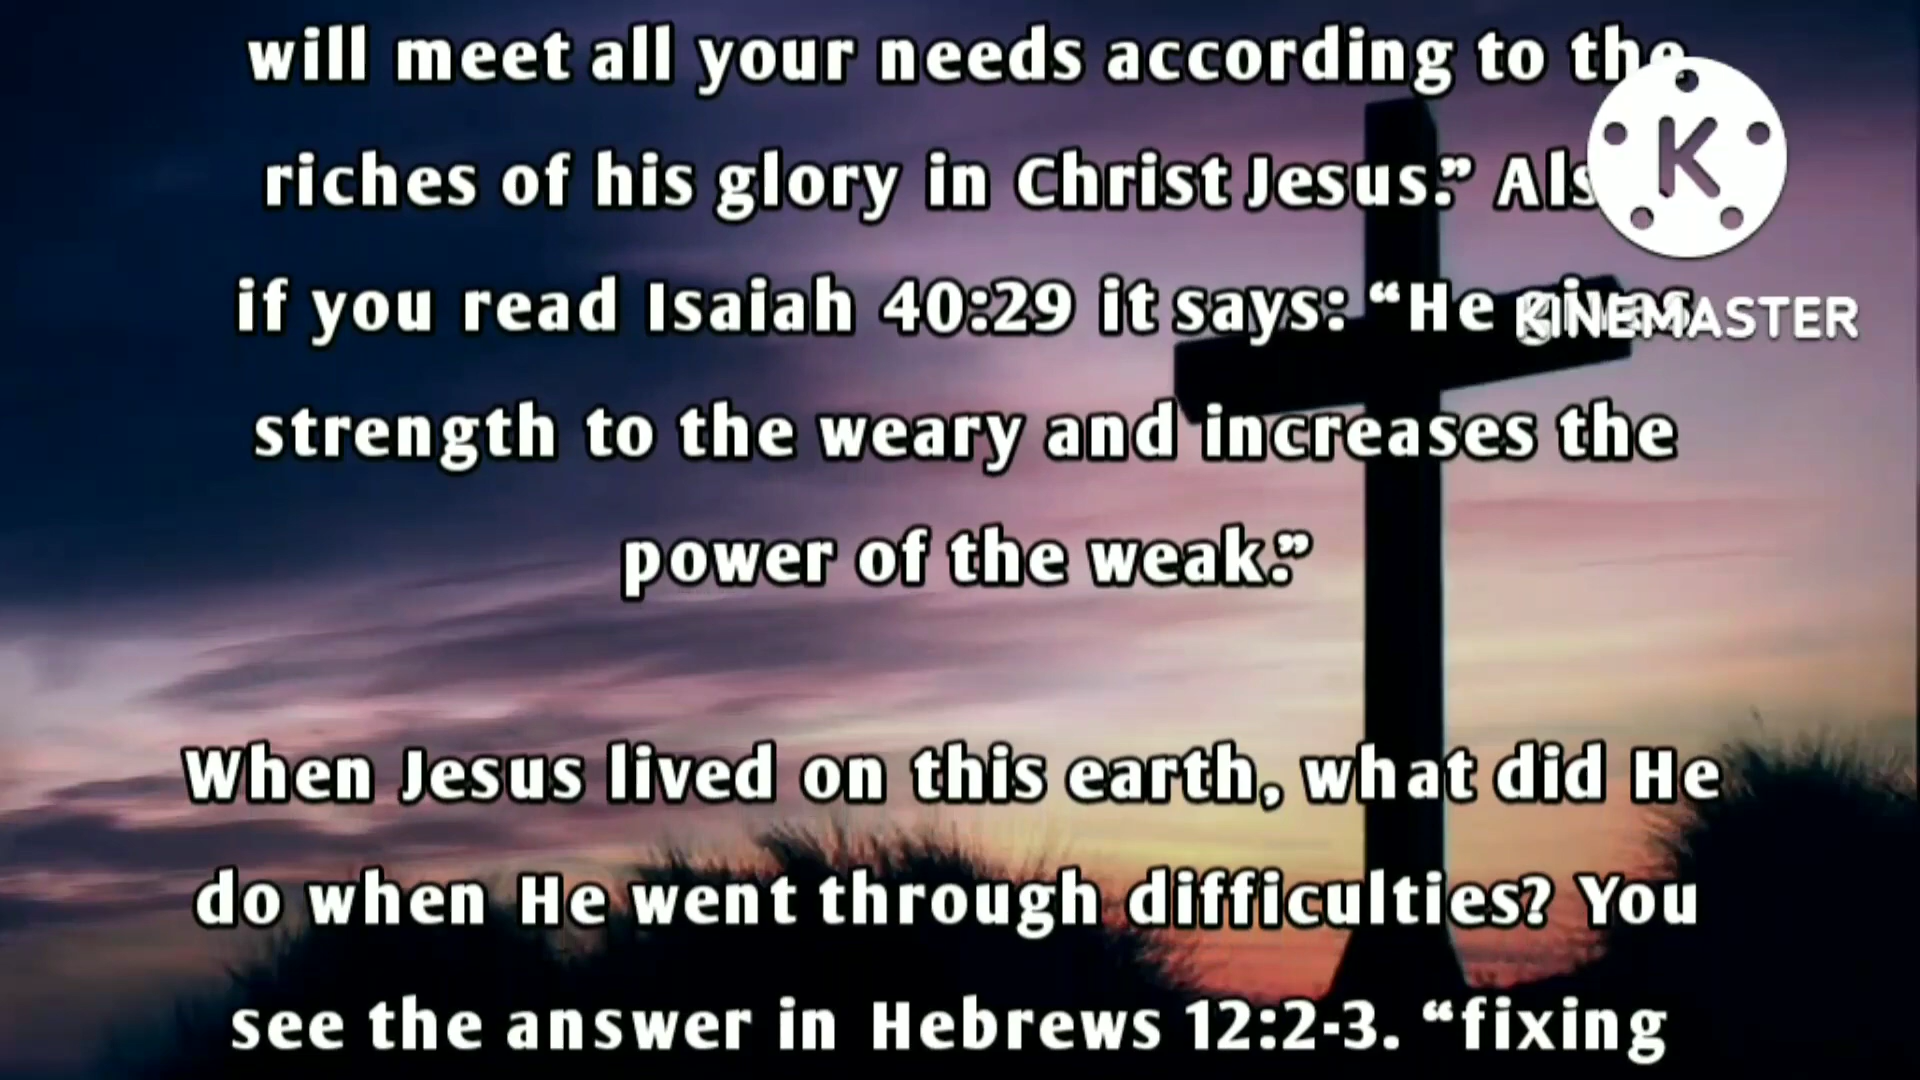 will meet all your needs according to the
riches of his glory in Christ Jesus.” Als
if you read Isaiah 40:29 it says: “He gives
strength to the weary and increases the
power of the weak.”
When Jesus lived on this earth, what did He
do when He went through difficulties? You
see the answer in Hebrews 12:2-3. “fixing
K
KINEMASTER